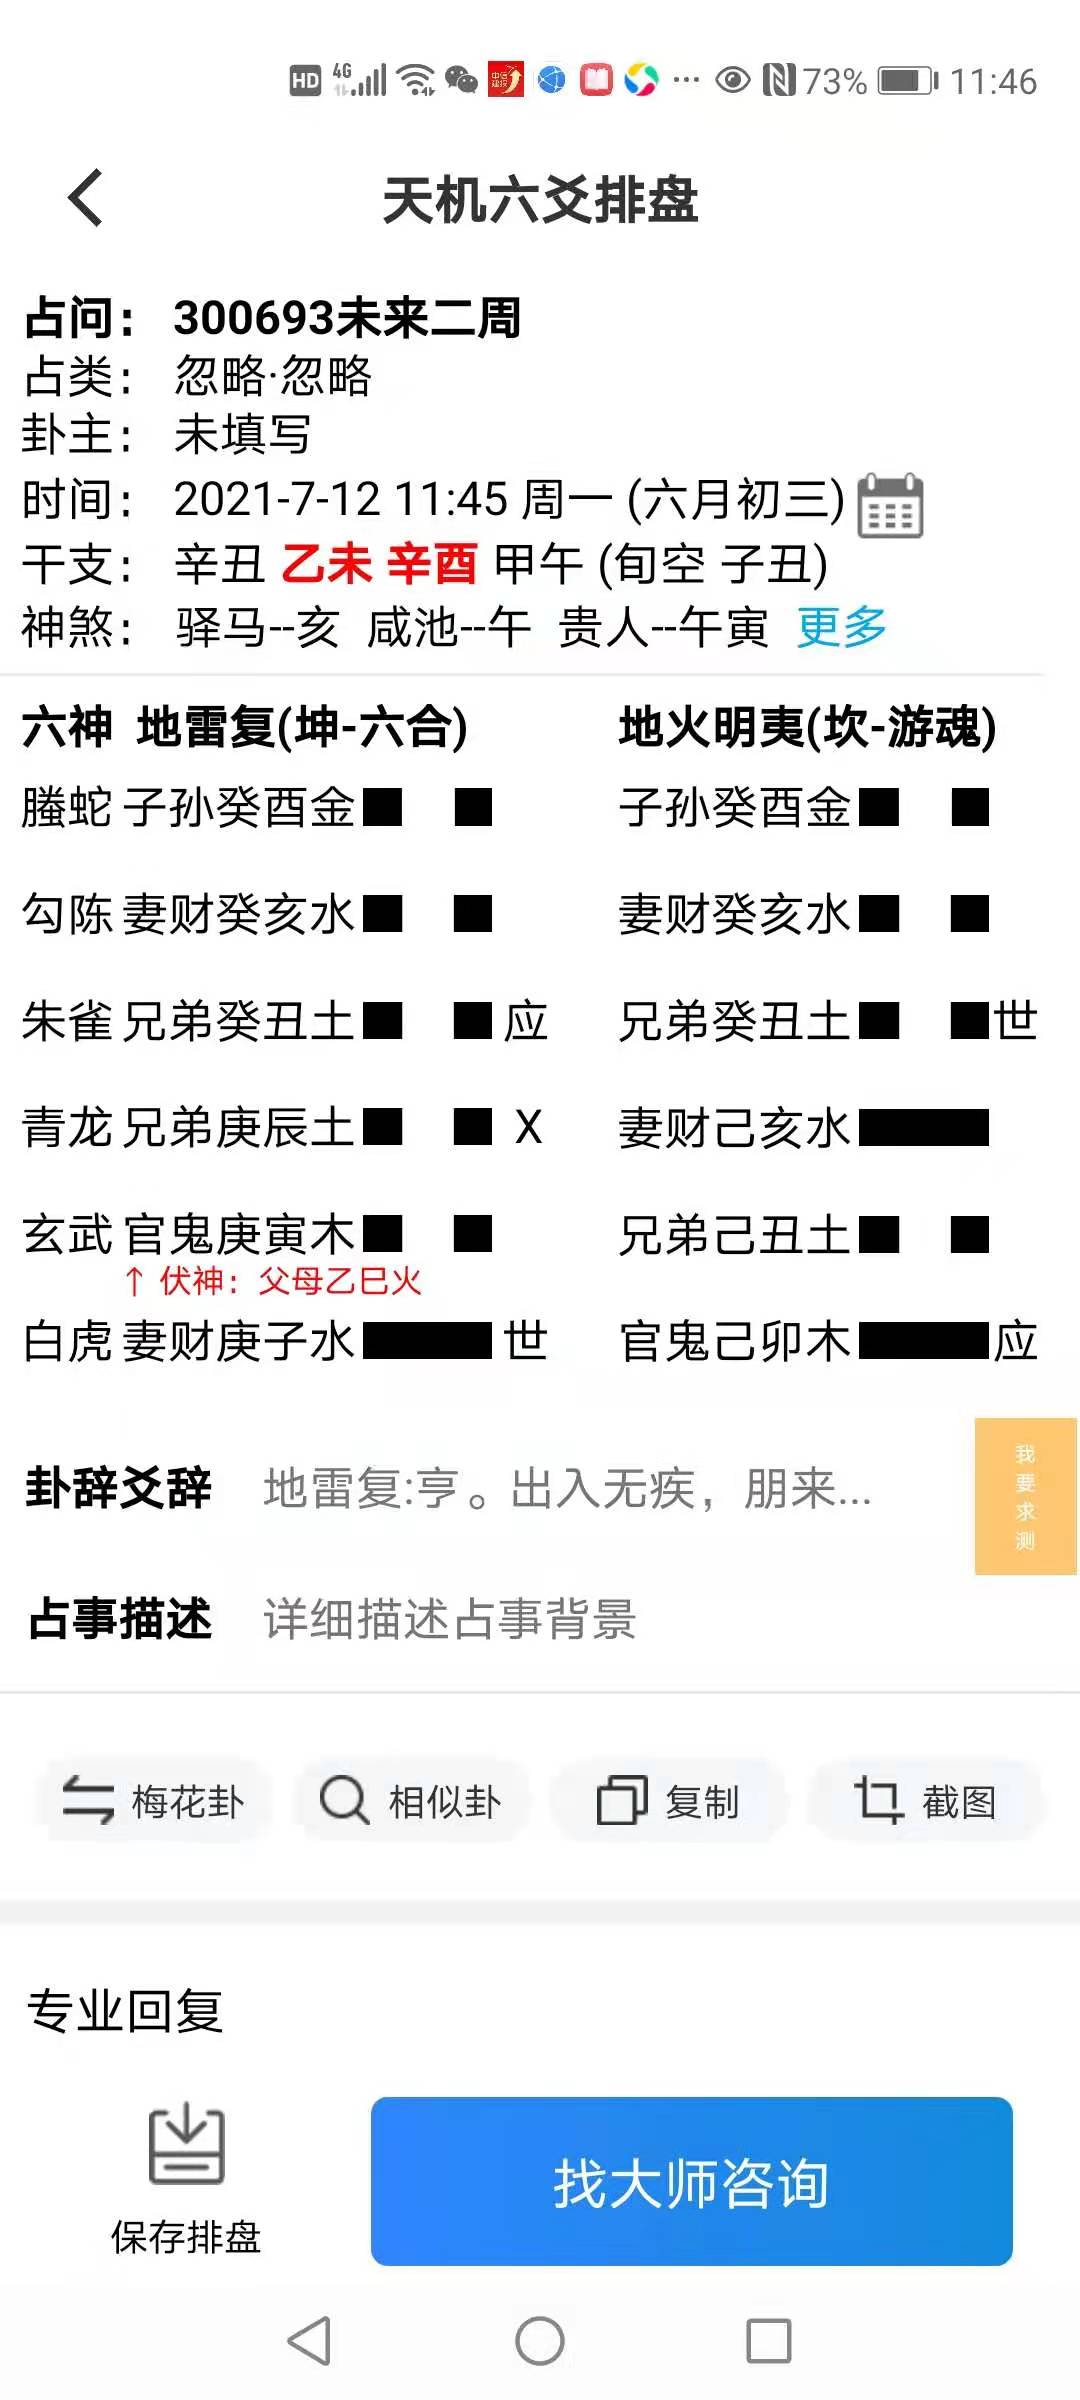 HD 4G 73% 11:46
天机六爻排盘
占问： 300693未来二周
占类： 忽略·忽略
卦主： 未填写
时间： 2021-7-12 11:45 周一 (六月初三)
干支： 辛丑 乙未 辛酉 甲午 (旬空 子丑)
神煞： 驿马--亥 咸池--午 贵人--午寅 更多
六神 地雷复(坤-六合) 地火明夷(坎-游魂)
螣蛇 子孙癸酉金 子孙癸酉金
勾陈 妻财癸亥水 妻财癸亥水
朱雀 兄弟癸丑土 应 兄弟癸丑土 世
青龙 兄弟庚辰土 X 妻财己亥水
玄武 官鬼庚寅木 兄弟己丑土
↑ 伏神：父母乙巳火
白虎 妻财庚子水 世 官鬼己卯木 应
卦辞爻辞 地雷复:亨。出入无疾，朋来...
我要求测
占事描述 详细描述占事背景
梅花卦 相似卦 复制 截图
专业回复
保存排盘
找大师咨询